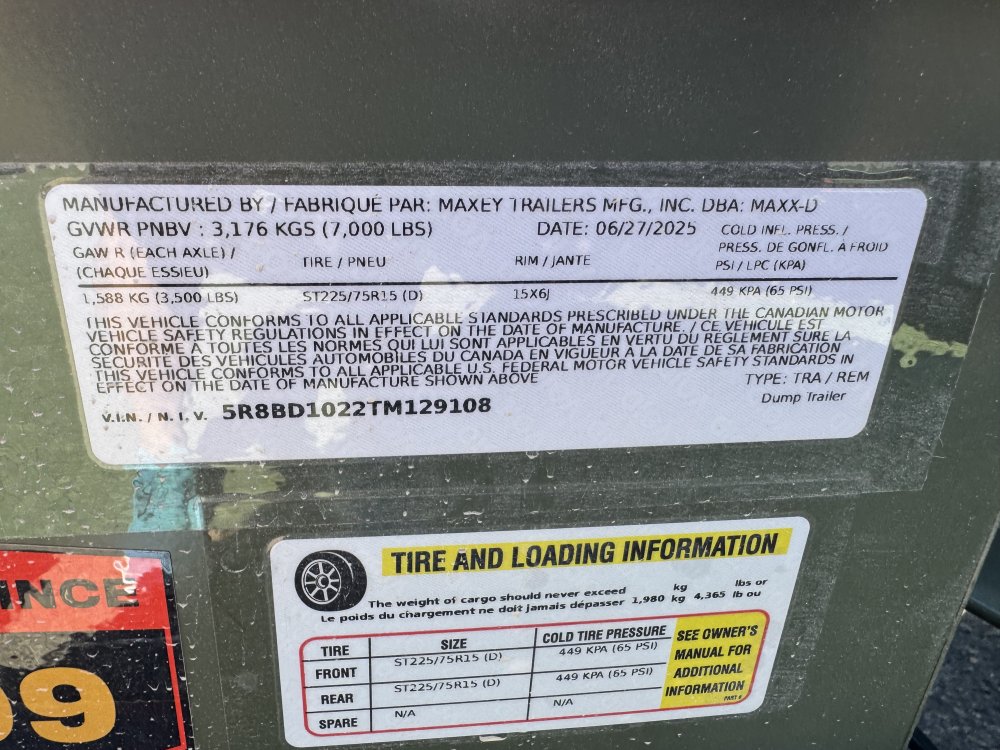 MANUFACTURED BY / FABRIQUÉ PAR: MAXEY TRAILERS MFG., INC. DBA: MAXX-D
GVWR PNBV : 3,176 KGS (7,000 LBS) DATE: 06/27/2025 COLD INFL. PRESS. /
GAW R (EACH AXLE) / TIRE / PNEU RIM / JANTE PRESS. DE GONFL. A FROID
(CHAQUE ESSIEU) PSI / LPC (KPA)
1,588 KG (3,500 LBS) ST225/75R15 (D) 15X6J 449 KPA (65 PSI)
THIS VEHICLE CONFORMS TO ALL APPLICABLE STANDARDS PRESCRIBED UNDER THE CANADIAN MOTOR
VEHICLE SAFETY REGULATIONS IN EFFECT ON THE DATE OF MANUFACTURE. / CE VÉHICULE EST
CONFORME À TOUTES LES NORMES QUI LUI SONT APPLICABLES EN VERTU DU RÈGLEMENT SUR LA
SÉCURITÉ DES VÉHICULES AUTOMOBILES DU CANADA EN VIGUEUR A LA DATE DE SA FABRICATION
THIS VEHICLE CONFORMS TO ALL APPLICABLE U.S. FEDERAL MOTOR VEHICLE SAFETY STANDARDS IN
EFFECT ON THE DATE OF MANUFACTURE SHOWN ABOVE
TYPE: TRA / REM
Dump Trailer
V.I.N. / N. I. V. 5R8BD1022TM129108
INCE
09
TIRE AND LOADING INFORMATION
The weight of cargo should never exceed kg lbs or
Le poids du chargement ne doit jamais dépasser 1,980 kg 4,365 lb ou
TIRE SIZE COLD TIRE PRESSURE
FRONT ST225/75R15 (D) 449 KPA (65 PSI)
REAR ST225/75R15 (D) 449 KPA (65 PSI)
SPARE N/A N/A
SEE OWNER'S
MANUAL FOR
ADDITIONAL
INFORMATION